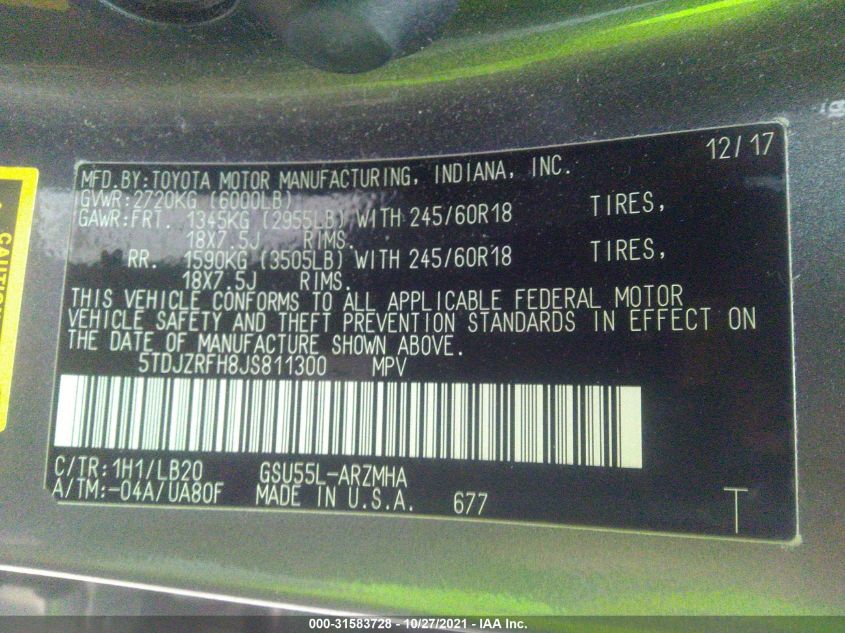 12/17
MFD.BY:TOYOTA MOTOR MANUFACTURING, INDIANA, INC.
GVWR:2720KG (6000LB)
GAWR:FRT. 1345KG (2955LB) WITH 245/60R18 TIRES,
18X7.5J RIMS.
RR. 1590KG (3505LB) WITH 245/60R18 TIRES,
18X7.5J RIMS.
THIS VEHICLE CONFORMS TO ALL APPLICABLE FEDERAL MOTOR
VEHICLE SAFETY AND THEFT PREVENTION STANDARDS IN EFFECT ON
THE DATE OF MANUFACTURE SHOWN ABOVE.
5TDJZRFH8JS811300 MPV
C/TR:1H1/LB20 GSU55L-ARZMHA
A/TM:-04A/UA80F MADE IN U.S.A. 677 T
CAUTION
000-31583728 - 10/27/2021 - IAA Inc.